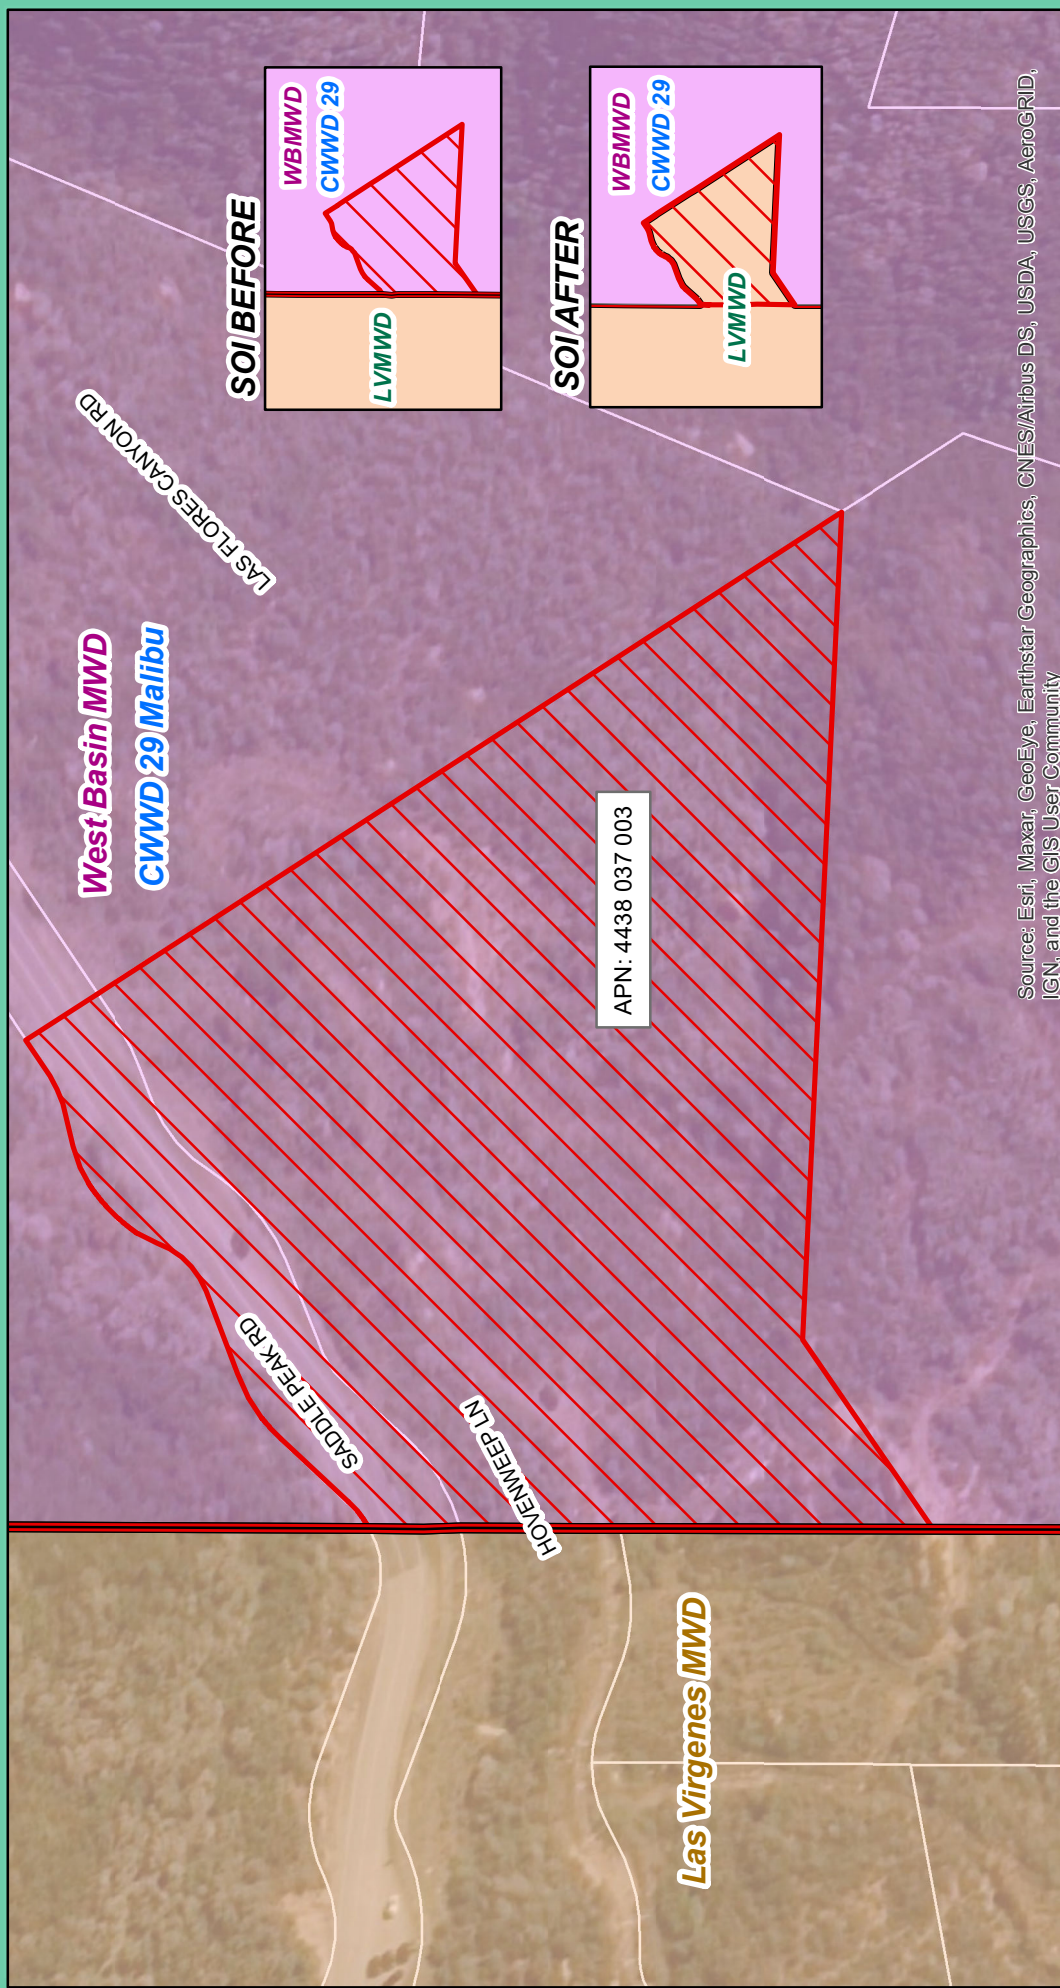 SOI BEFORE
WBMWD
CWWD 29
LVMWD
SOI AFTER
WBMWD
CWWD 29
LVMWD
LAS FLORES CANYON RD
West Basin MWD
CWWD 29 Malibu
APN: 4438 037 003
SADDLE PEAK RD
HOVENWEEP LN
Las Virgenes MWD
Source: Esri, Maxar, GeoEye, Earthstar Geographics, CNES/Airbus DS, USDA, USGS, AeroGRID,
IGN, and the GIS User Community